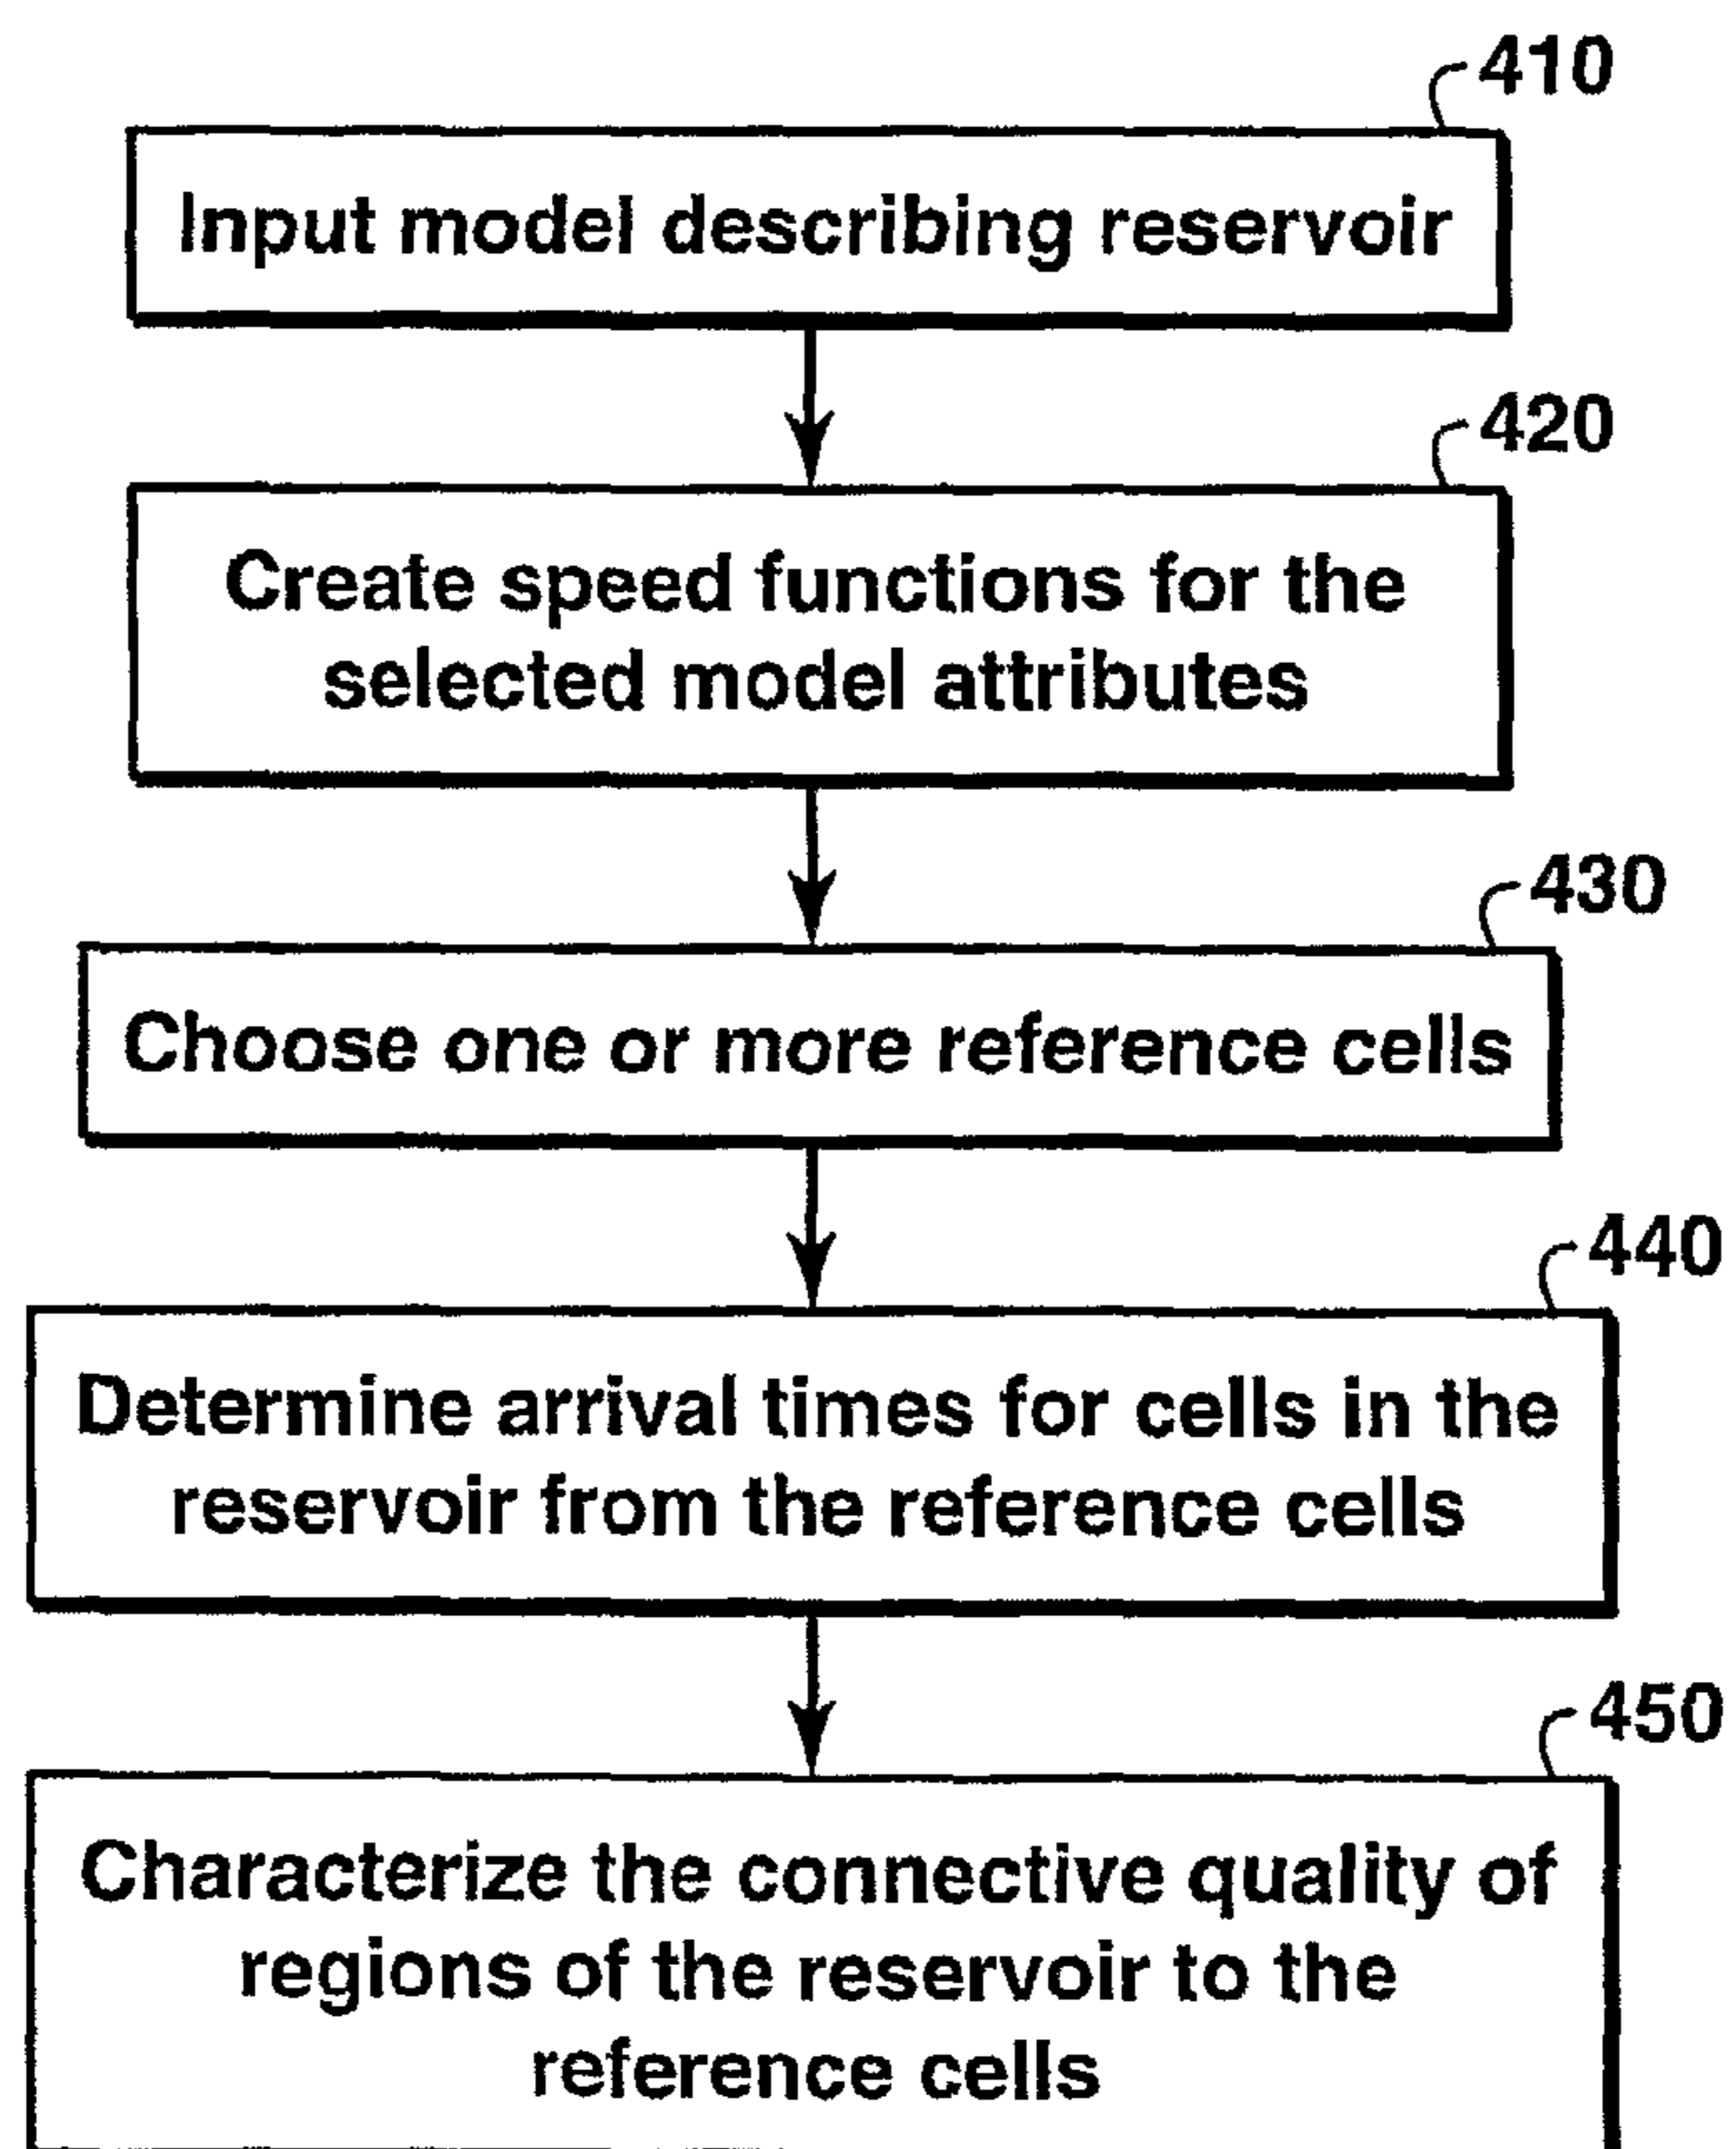 410
Input model describing reservoir
420
Create speed functions for the
selected model attributes
430
Choose one or more reference cells
440
Determine arrival times for cells in the
reservoir from the reference cells
450
Characterize the connective quality of
regions of the reservoir to the
reference cells